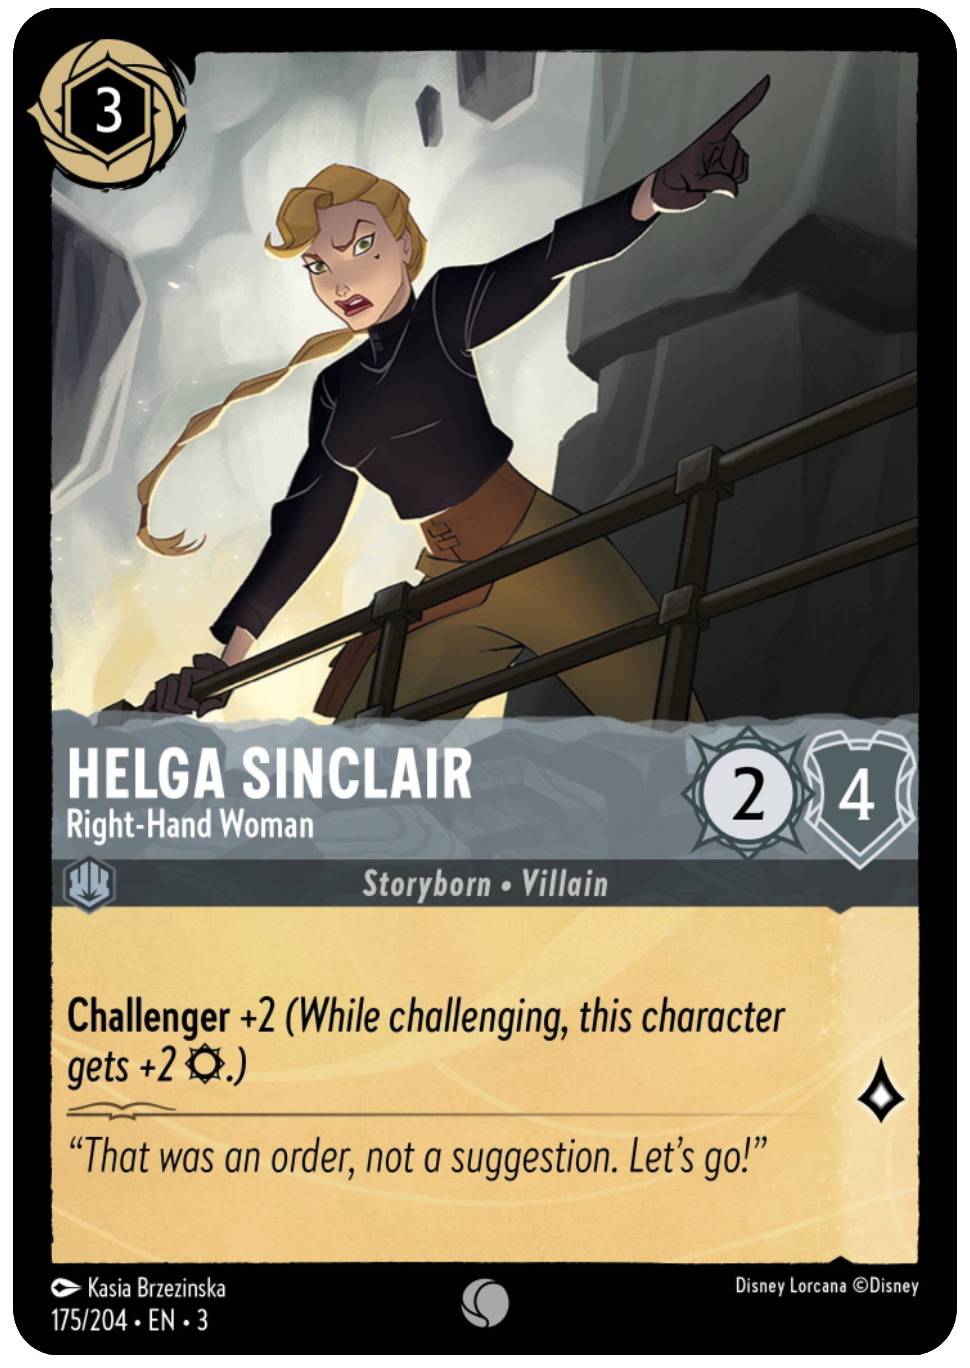 3
HELGA SINCLAIR
Right-Hand Woman
2
4
Storyborn • Villain
Challenger +2 (While challenging, this character
gets +2 .)
“That was an order, not a suggestion. Let’s go!”
Kasia Brzezinska
175/204 • EN • 3
Disney Lorcana ©Disney